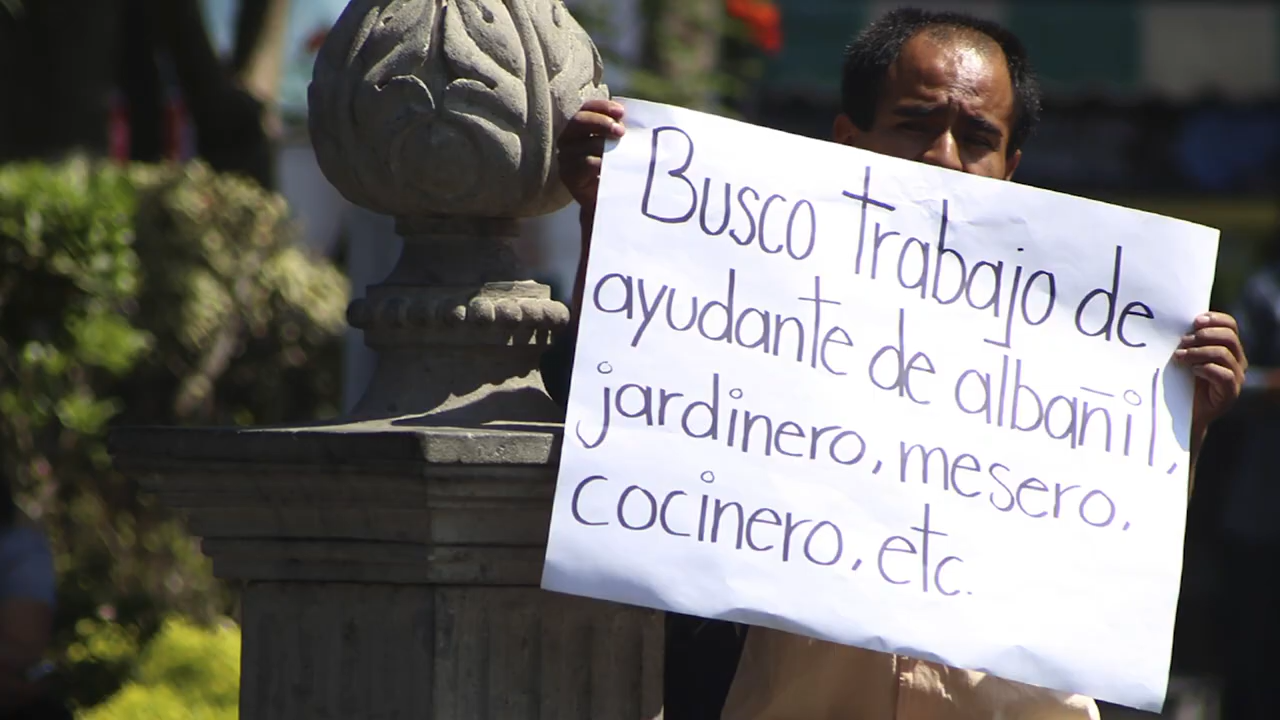 Busco trabajo de
ayudante de albañil,
jardinero, mesero,
cocinero, etc.